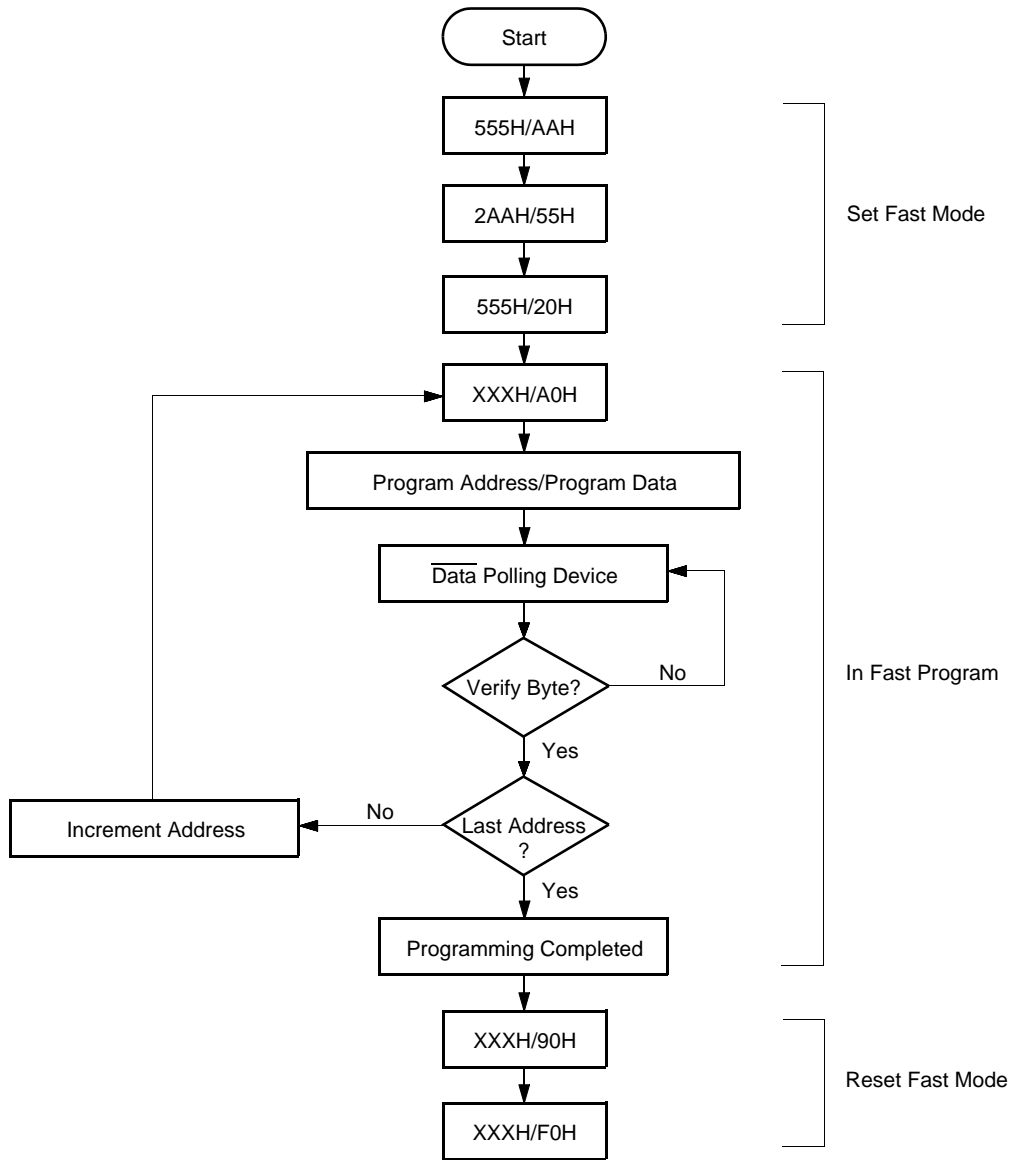 Start
555H/AAH
2AAH/55H
Set Fast Mode
555H/20H
XXXH/A0H
Program Address/Program Data
Data Polling Device
Verify Byte?
No
In Fast Program
Yes
Increment Address
No
Last Address
?
Yes
Programming Completed
XXXH/90H
Reset Fast Mode
XXXH/F0H